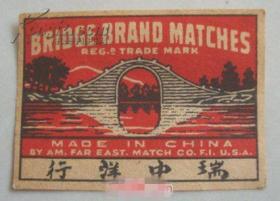 BRIDGE BRAND MATCHES
REG.D TRADE MARK
MADE IN CHINA
BY AM. FAR EAST. MATCH CO. F.I. U.S.A.
行洋中瑞